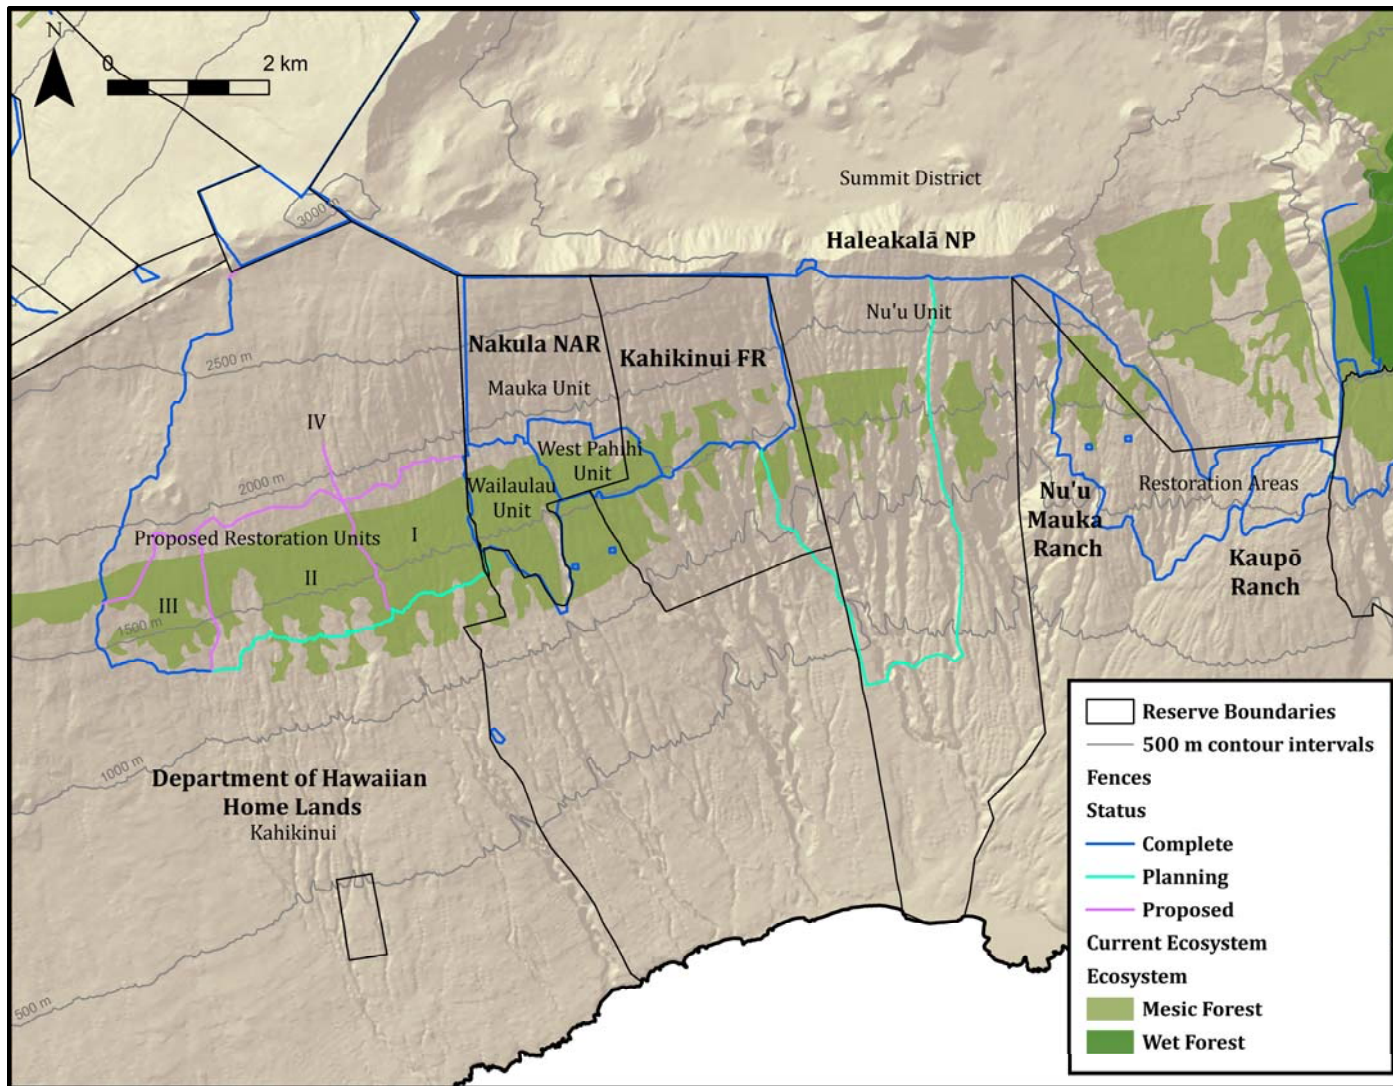 N
0
2 km
Summit District
3000 m
Haleakalā NP
Nu'u Unit
Nakula NAR
Kahikinui FR
2500 m
Mauka Unit
IV
West Pahihi
Unit
2000 m
Wailaulau
Unit
Restoration Areas
Nu'u
Mauka
Ranch
Proposed Restoration Units
I
II
III
1500 m
Kaupō
Ranch
1000 m
Department of Hawaiian
Home Lands
Kahikinui
500 m
Reserve Boundaries
500 m contour intervals
Fences
Status
Complete
Planning
Proposed
Current Ecosystem
Ecosystem
Mesic Forest
Wet Forest